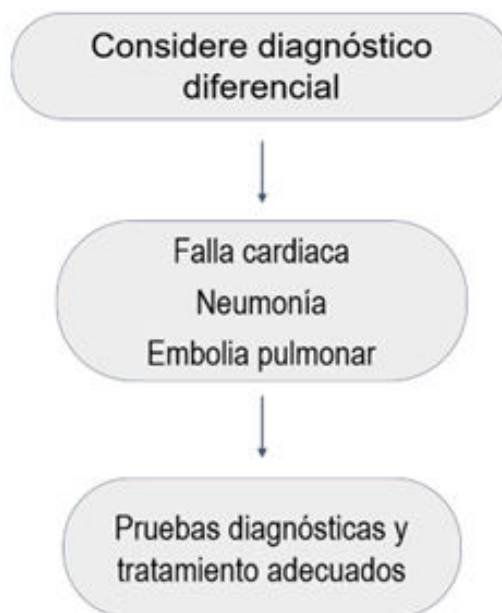 Considere diagnóstico
diferencial
Falla cardiaca
Neumonía
Embolia pulmonar
Pruebas diagnósticas y
tratamiento adecuados